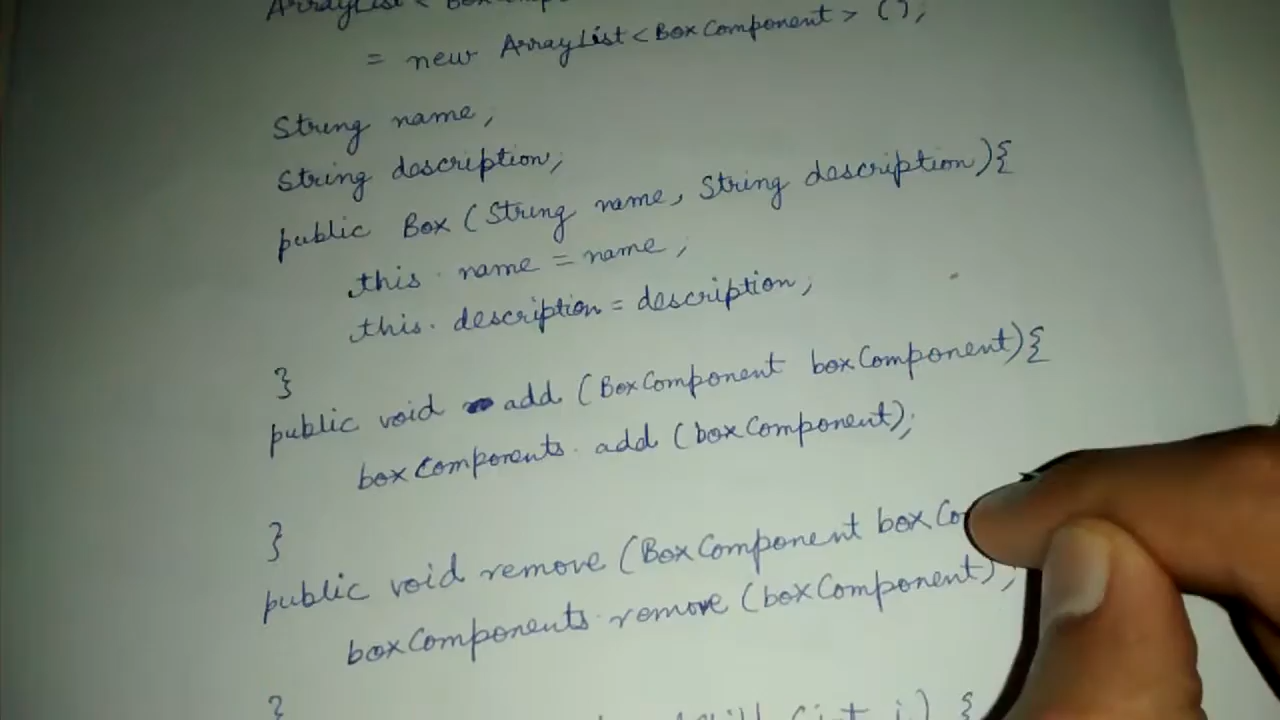 ArrayList <
= new ArrayList<BoxComponent> ();
String name;
String description;
public Box (String name, String description){
this. name = name;
this. description = description;
}
public void add (BoxComponent boxComponent){
boxComponents. add (boxComponent);
}
public void remove (BoxComponent boxCo
boxComponents. remove (boxComponent);
}
i) {